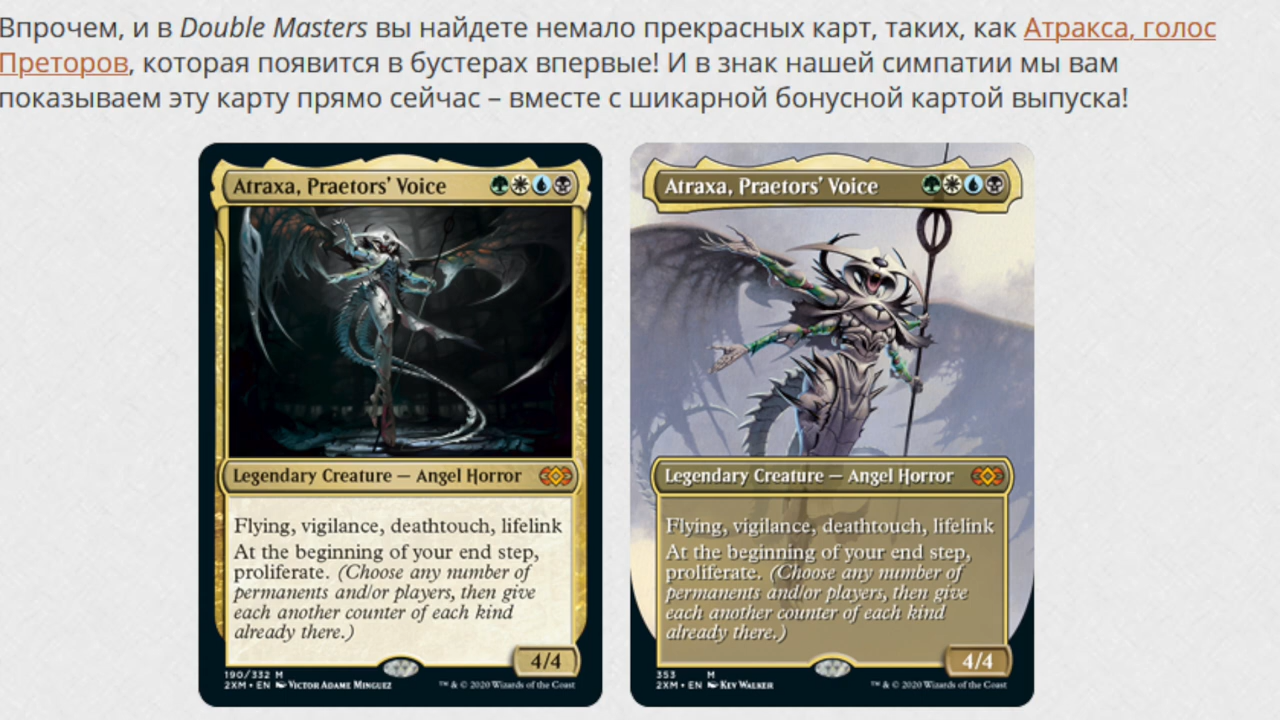 Впрочем, и в Double Masters вы найдете немало прекрасных карт, таких, как Атракса, голос
Преторов, которая появится в бустерах впервые! И в знак нашей симпатии мы вам
показываем эту карту прямо сейчас – вместе с шикарной бонусной картой выпуска!
Atraxa, Praetors' Voice
Legendary Creature — Angel Horror
Flying, vigilance, deathtouch, lifelink
At the beginning of your end step,
proliferate. (Choose any number of
permanents and/or players, then give
each another counter of each kind
already there.)
4/4
190/332 M
2XM • EN Victor Adame Minguez
™ & © 2020 Wizards of the Coast
Atraxa, Praetors' Voice
Legendary Creature — Angel Horror
Flying, vigilance, deathtouch, lifelink
At the beginning of your end step,
proliferate. (Choose any number of
permanents and/or players, then give
each another counter of each kind
already there.)
4/4
353 M
2XM • EN Kev Walker
™ & © 2020 Wizards of the Coast